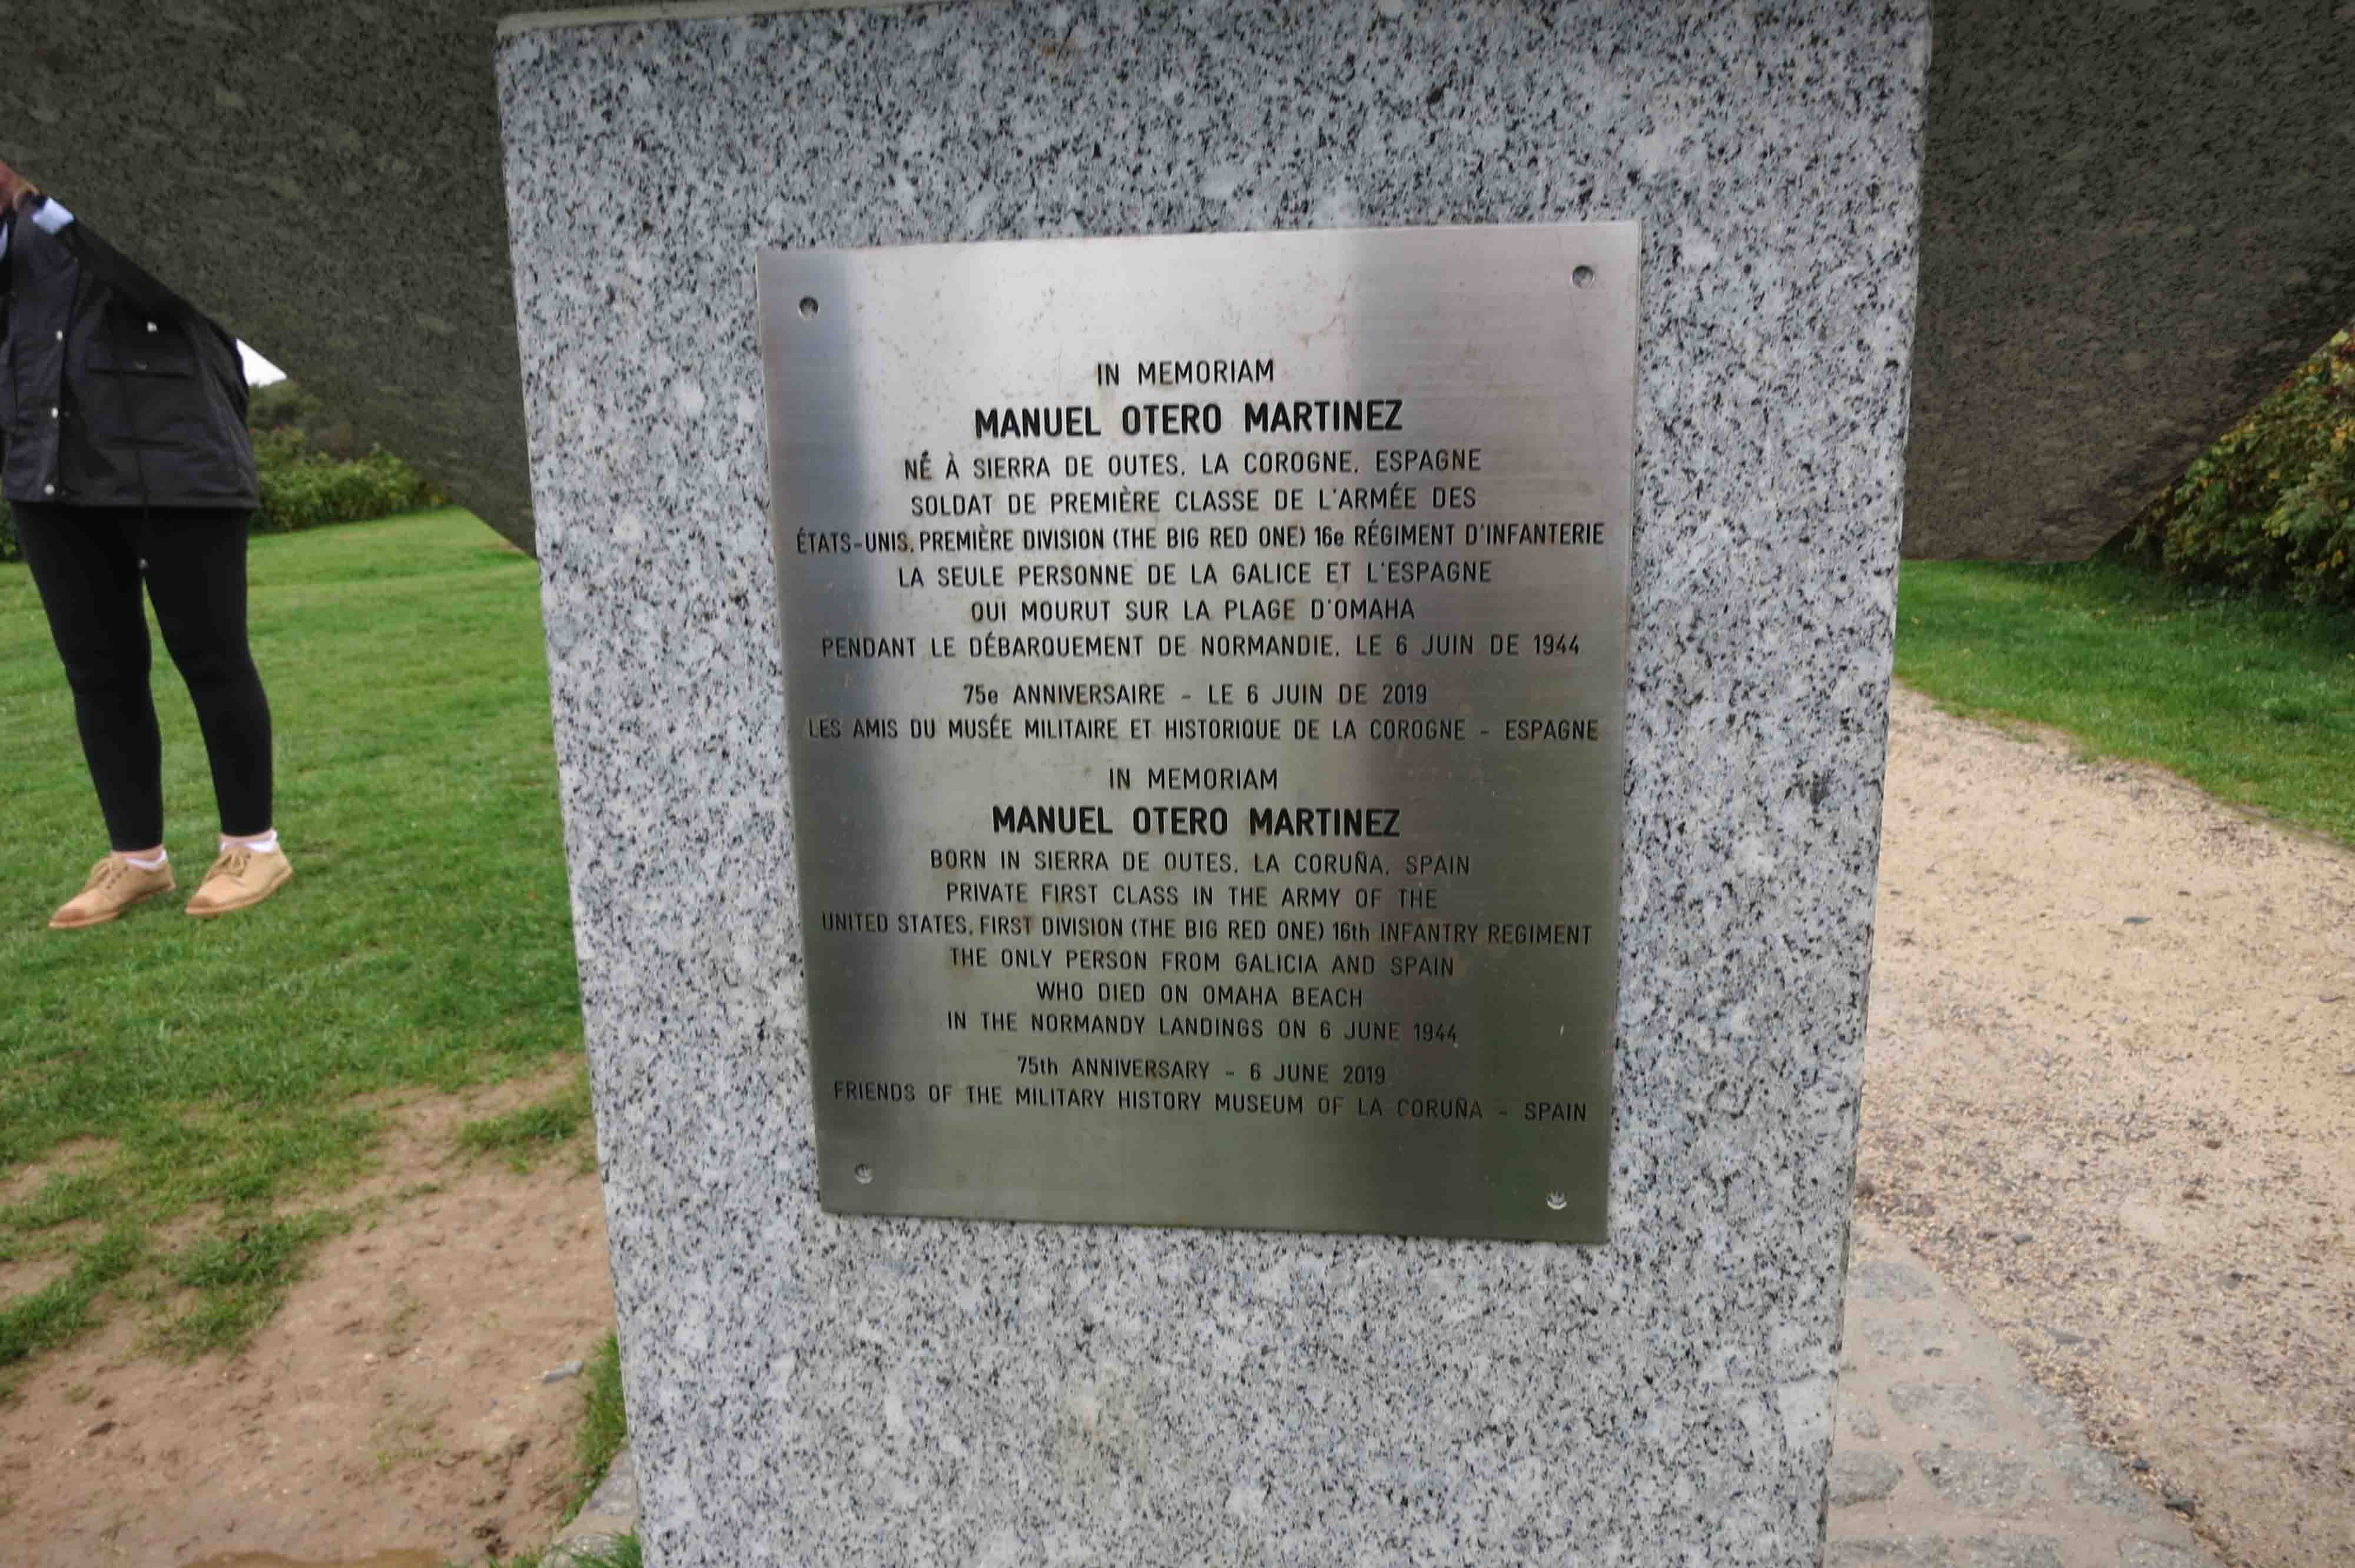 IN MEMORIAM
MANUEL OTERO MARTINEZ
NÉ À SIERRA DE OUTES, LA COROGNE, ESPAGNE
SOLDAT DE PREMIÈRE CLASSE DE L'ARMÉE DES
ÉTATS-UNIS, PREMIÈRE DIVISION (THE BIG RED ONE) 16e RÉGIMENT D'INFANTERIE
LA SEULE PERSONNE DE LA GALICE ET L'ESPAGNE
QUI MOURUT SUR LA PLAGE D'OMAHA
PENDANT LE DÉBARQUEMENT DE NORMANDIE, LE 6 JUIN DE 1944
75e ANNIVERSAIRE - LE 6 JUIN DE 2019
LES AMIS DU MUSÉE MILITAIRE ET HISTORIQUE DE LA COROGNE - ESPAGNE
IN MEMORIAM
MANUEL OTERO MARTINEZ
BORN IN SIERRA DE OUTES, LA CORUÑA, SPAIN
PRIVATE FIRST CLASS IN THE ARMY OF THE
UNITED STATES, FIRST DIVISION (THE BIG RED ONE) 16th INFANTRY REGIMENT
THE ONLY PERSON FROM GALICIA AND SPAIN
WHO DIED ON OMAHA BEACH
IN THE NORMANDY LANDINGS ON 6 JUNE 1944
75th ANNIVERSARY - 6 JUNE 2019
FRIENDS OF THE MILITARY HISTORY MUSEUM OF LA CORUÑA - SPAIN